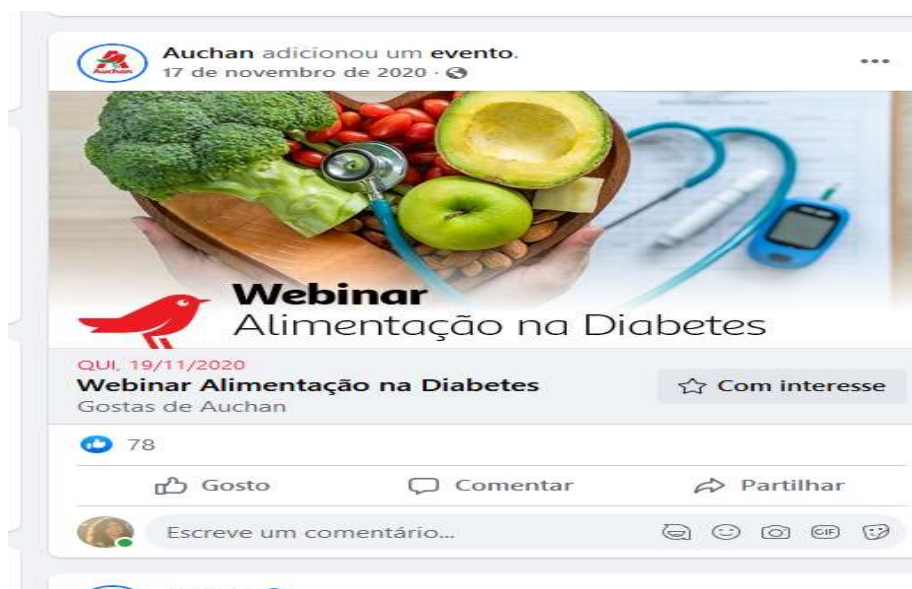 Auchan adicionou um evento.
17 de novembro de 2020
Auchan
Webinar
Alimentação na Diabetes
QUI, 19/11/2020
Webinar Alimentação na Diabetes
Com interesse
Gostas de Auchan
78
Gosto
Comentar
Partilhar
Escreve um comentário...
GIF